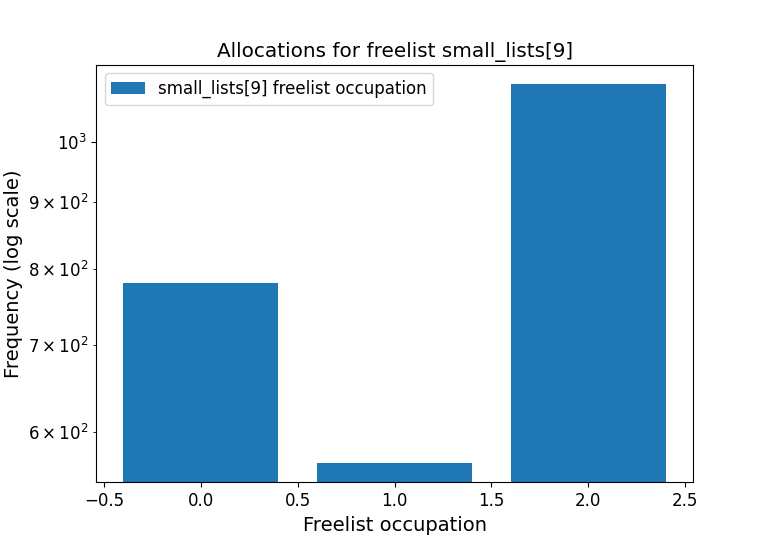 Allocations for freelist small_lists[9]
small_lists[9] freelist occupation
Frequency (log scale)
10³
9 × 10²
8 × 10²
7 × 10²
6 × 10²
−0.5 0.0 0.5 1.0 1.5 2.0 2.5
Freelist occupation